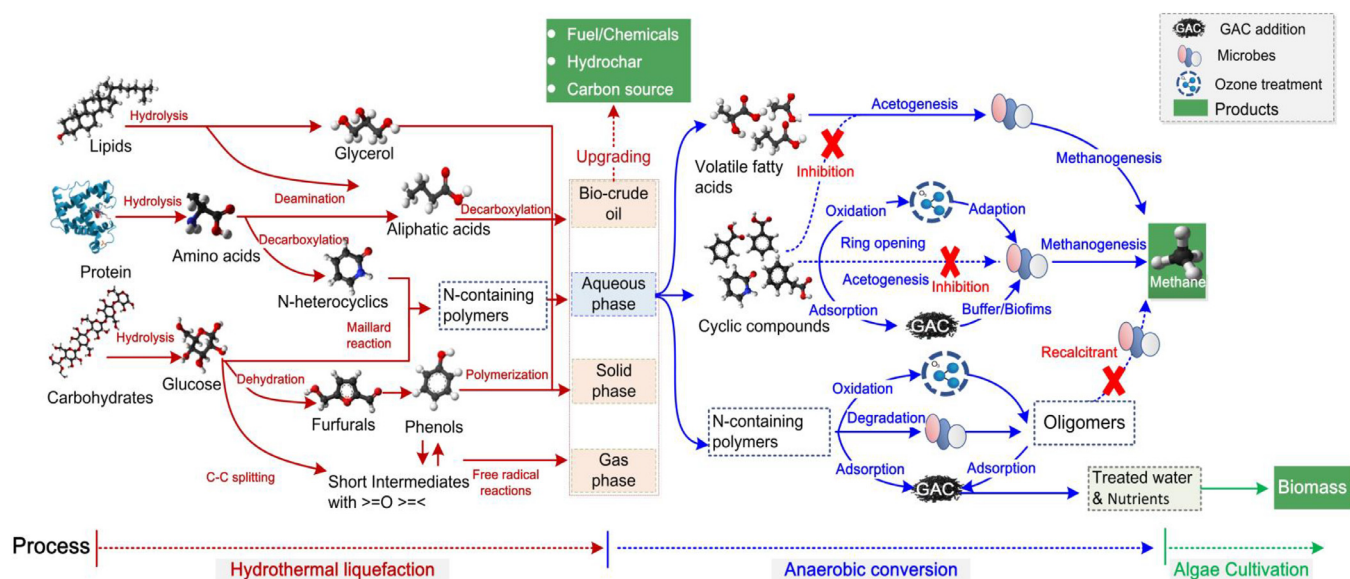 Fuel/Chemicals
Hydrochar
Carbon source
Upgrading
GAC
GAC addition
Microbes
Ozone treatment
Products
Lipids
Hydrolysis
Glycerol
Deamination
Protein
Hydrolysis
Amino acids
Aliphatic acids
Decarboxylation
Decarboxylation
N-heterocyclics
Maillard
reaction
N-containing
polymers
Carbohydrates
Hydrolysis
Glucose
Dehydration
Furfurals
Phenols
Polymerization
C-C splitting
Short Intermediates
with >=O >=<
Free radical
reactions
Bio-crude
oil
Aqueous
phase
Solid
phase
Gas
phase
Volatile fatty
acids
Acetogenesis
Inhibition
Methanogenesis
Cyclic compounds
Oxidation
Adaption
Ring opening
Acetogenesis
Inhibition
Methanogenesis
Adsorption
GAC
Buffer/Biofims
Methane
Recalcitrant
N-containing
polymers
Oxidation
Degradation
Adsorption
GAC
Adsorption
Oligomers
Treated water
& Nutrients
Biomass
Process
Hydrothermal liquefaction
Anaerobic conversion
Algae Cultivation